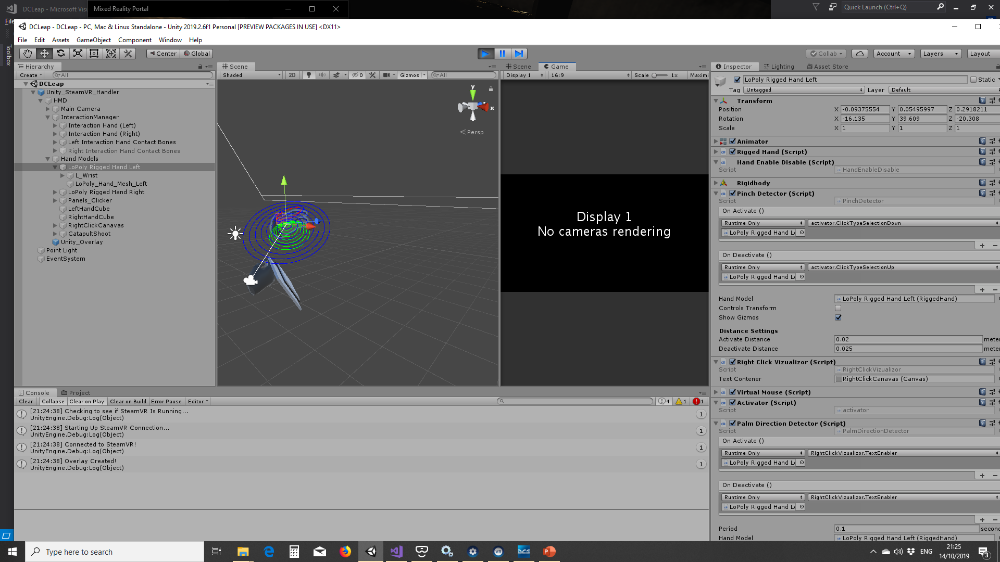 DCLeap - Microsoft Vis
Mixed Reality Portal
Quick Launch (Ctrl+Q)
File
Toolbox
DCLeap - DCLeap - PC, Mac & Linux Standalone - Unity 2019.2.6f1 Personal [PREVIEW PACKAGES IN USE] <DX11>
File Edit Assets GameObject Component Window Help
Center Global
Collab Account Layers Layout
Hierarchy
Create All
DCLeap
Unity_SteamVR_Handler
HMD
Main Camera
InteractionManager
Interaction Hand (Left)
Interaction Hand (Right)
Left Interaction Hand Contact Bones
Right Interaction Hand Contact Bones
Hand Models
LoPoly Rigged Hand Left
L_Wrist
LoPoly_Hand_Mesh_Left
LoPoly Rigged Hand Right
Panels_Clicker
LeftHandCube
RightHandCube
RightClickCanavas
CatapultShoot
Unity_Overlay
Point Light
EventSystem
Scene
Shaded 2D 0 Gizmos All
y
z
x
Persp
Scene Game
Display 1 16:9 Scale 1x Maximi
Display 1
No cameras rendering
Inspector Lighting Asset Store
LoPoly Rigged Hand Left Static
Tag Untagged Layer Default
Transform
Position X -0.09375554 Y 0.05495997 Z 0.2918211
Rotation X -16.135 Y 39.609 Z -20.308
Scale X 1 Y 1 Z 1
Animator
Rigged Hand (Script)
Hand Enable Disable (Script)
Script HandEnableDisable
Rigidbody
Pinch Detector (Script)
Script PinchDetector
On Activate ()
Runtime Only activator.ClickTypeSelectionDown
LoPoly Rigged Hand Le
+ −
On Deactivate ()
Runtime Only activator.ClickTypeSelectionUp
LoPoly Rigged Hand Le
+ −
Hand Model LoPoly Rigged Hand Left (RiggedHand)
Controls Transform
Show Gizmos
Distance Settings
Activate Distance 0.02 meter
Deactivate Distance 0.025 meter
Right Click Vizualizor (Script)
Script RightClickVizualizor
Text Contener RightClickCanavas (Canvas)
Virtual Mouse (Script)
Activator (Script)
Script activator
Palm Direction Detector (Script)
Script PalmDirectionDetector
On Activate ()
Runtime Only RightClickVizualizor.TextEnabler
LoPoly Rigged Hand Le
+ −
On Deactivate ()
Runtime Only RightClickVizualizor.TextEnabler
LoPoly Rigged Hand Le
+ −
Period 0.1 second
Hand Model LoPoly Rigged Hand Left (RiggedHand)
Console Project
Clear Collapse Clear on Play Clear on Build Error Pause Editor 4 1 1
[21:24:38] Checking to see if SteamVR Is Running...
UnityEngine.Debug:Log(Object)
1
[21:24:38] Starting Up SteamVR Connection...
UnityEngine.Debug:Log(Object)
1
[21:24:38] Connected to SteamVR!
UnityEngine.Debug:Log(Object)
1
[21:24:38] Overlay Created!
UnityEngine.Debug:Log(Object)
1
Type here to search
VR
DCS
P
ENG
21:25
14/10/2019
3